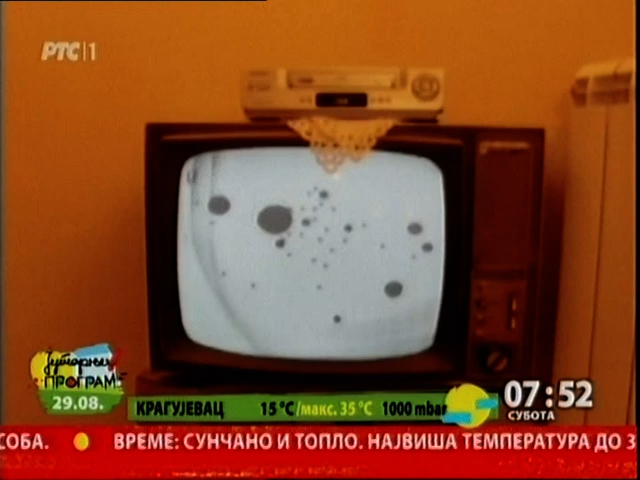 РТС|1
Јутарњи
ПРОГРАМ
29.08.
КРАГУЈЕВАЦ 15°C/макс. 35°C 1000 mbar
07:52
СУБОТА
СОБА. ВРЕМЕ: СУНЧАНО И ТОПЛО. НАЈВИША ТЕМПЕРАТУРА ДО 3